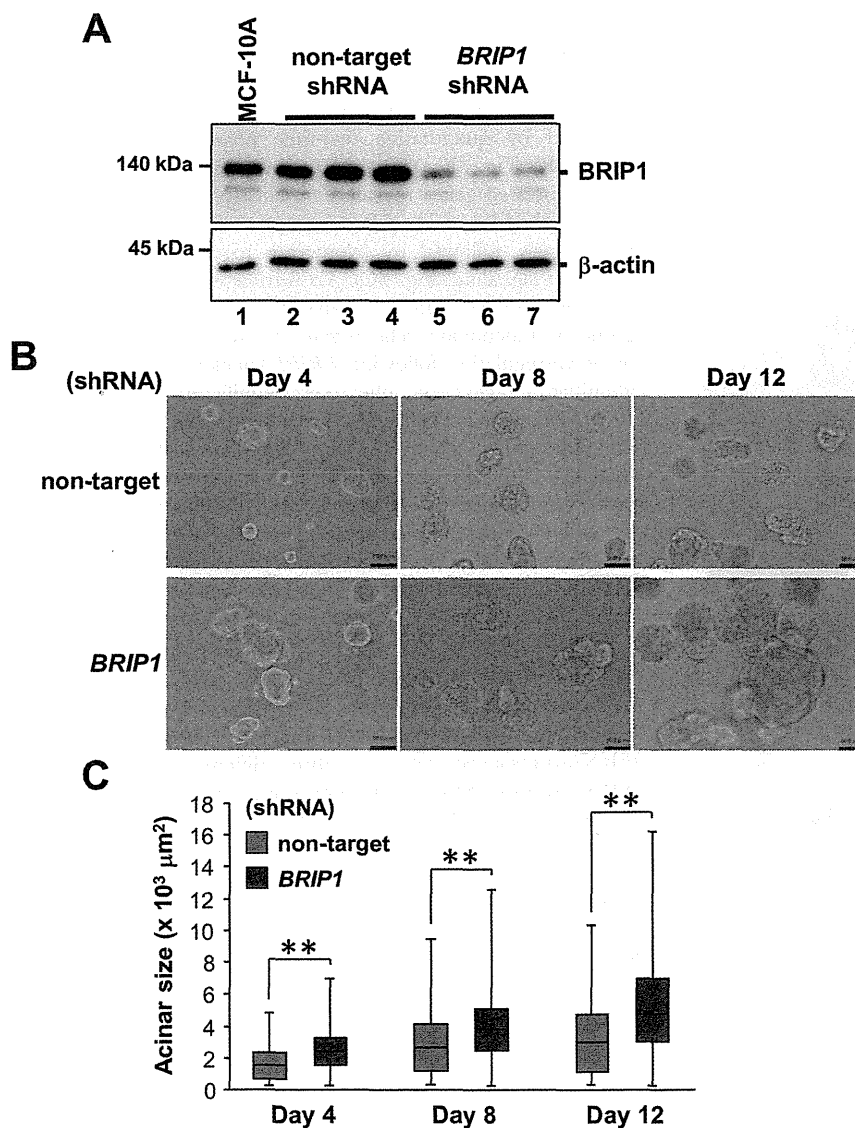 A
MCF-10A
non-target
shRNA
BRIP1
shRNA
140 kDa
BRIP1
45 kDa
β-actin
1 2 3 4 5 6 7
B
(shRNA) Day 4 Day 8 Day 12
non-target
BRIP1
C
Acinar size (x 10³ µm²)
18
16
14
12
10
8
6
4
2
0
(shRNA)
non-target
BRIP1
**
**
**
Day 4 Day 8 Day 12